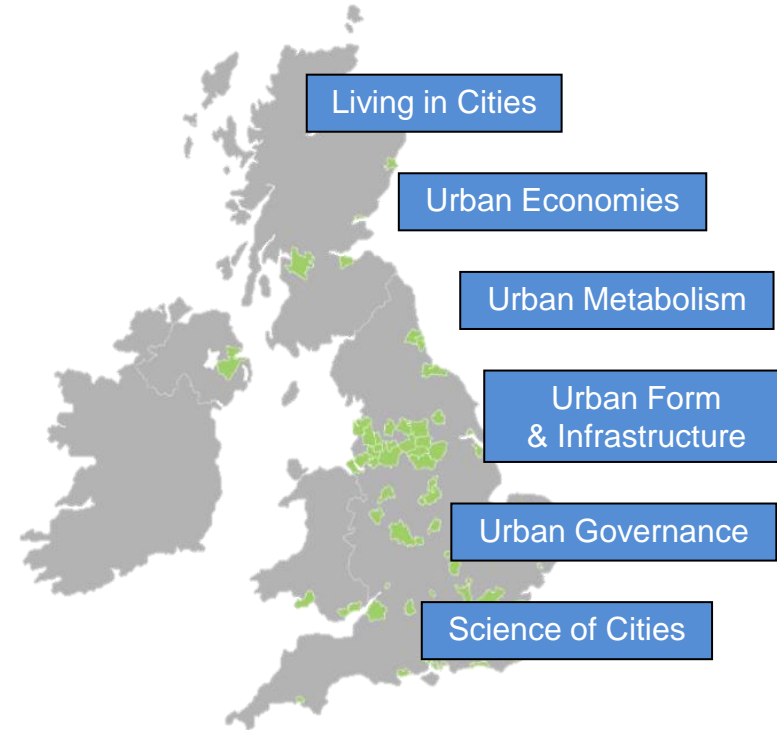 Living in Cities
Urban Economies
Urban Metabolism
Urban Form
& Infrastructure
Urban Governance
Science of Cities